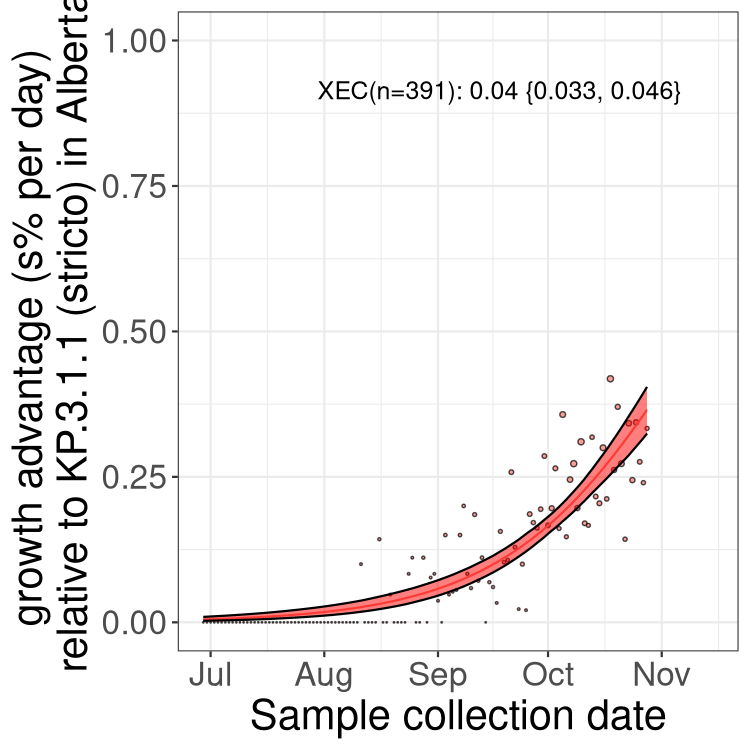 growth advantage (s% per day)
relative to KP.3.1.1 (stricto) in Alberta
1.00
0.75
0.50
0.25
0.00
XEC(n=391): 0.04 {0.033, 0.046}
Jul Aug Sep Oct Nov
Sample collection date